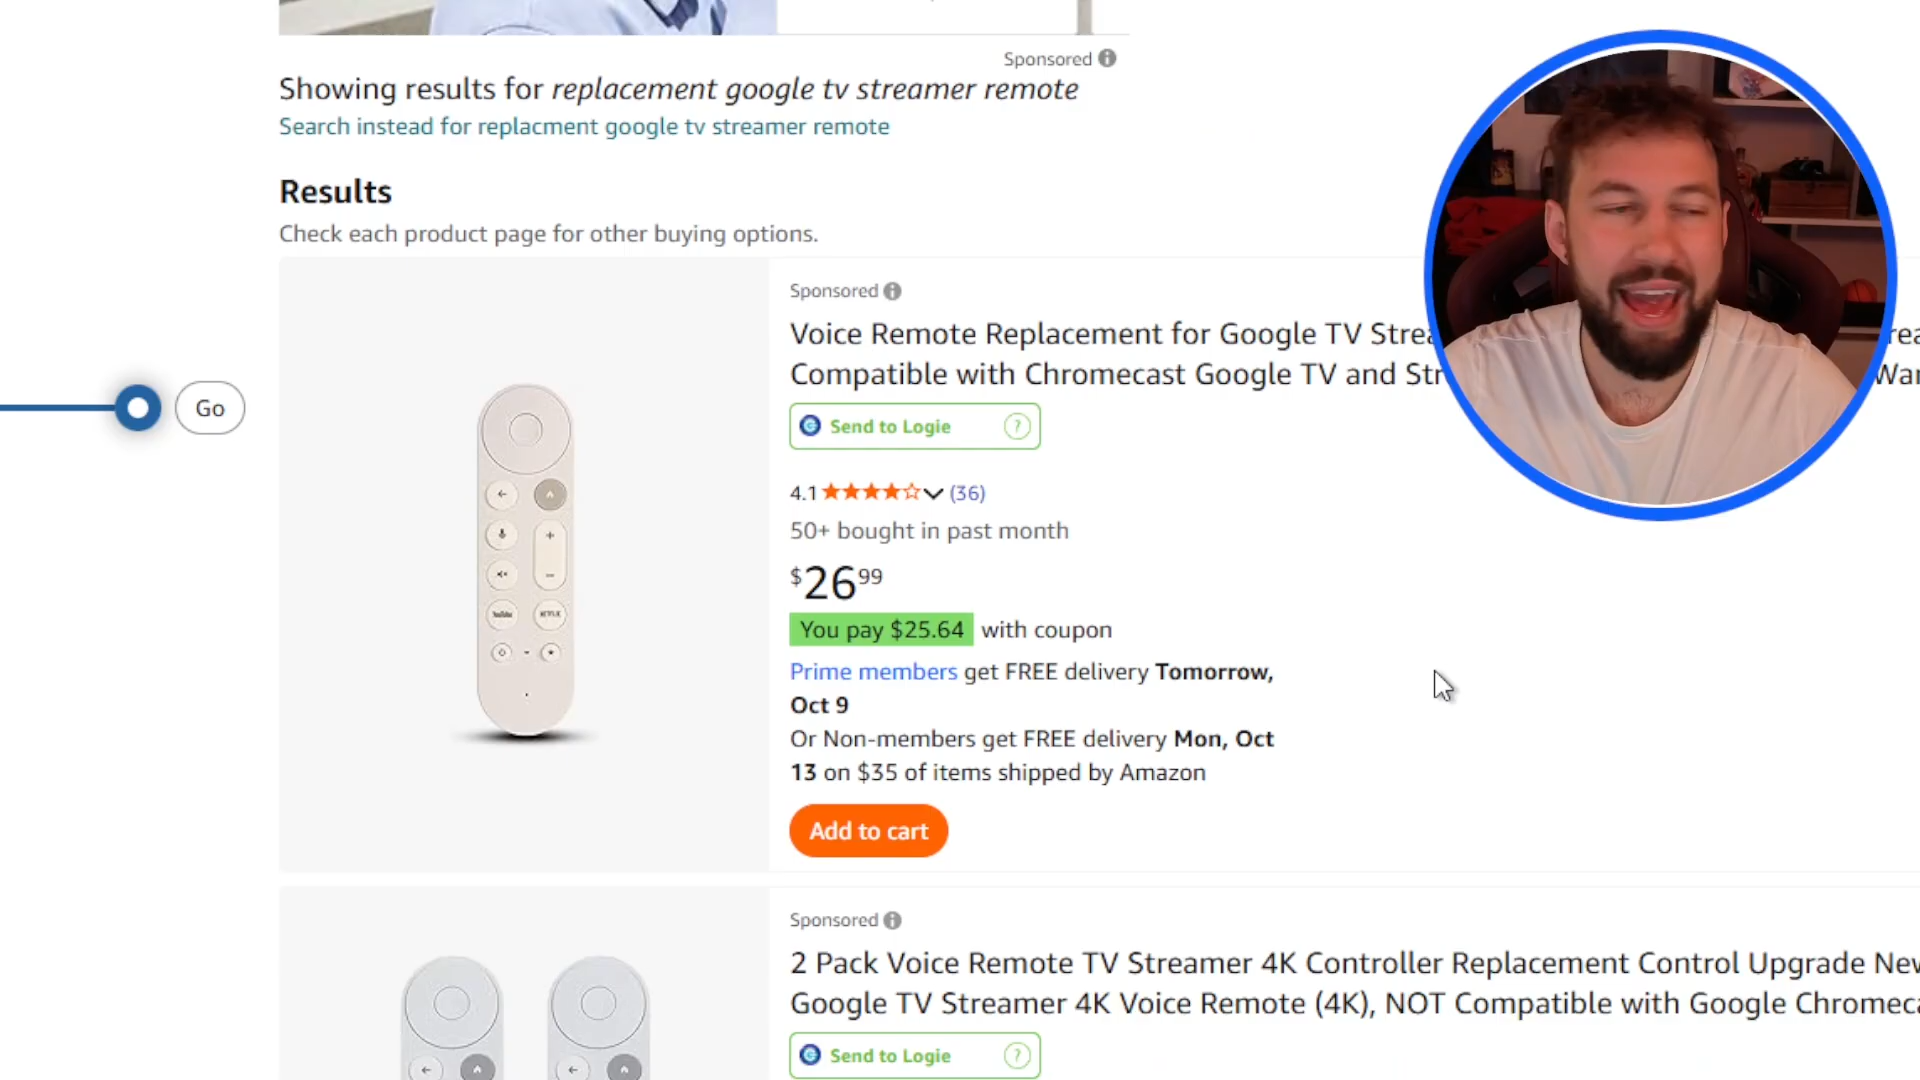 Sponsored
Showing results for replacement google tv streamer remote
Search instead for replacment google tv streamer remote
Results
Check each product page for other buying options.
Go
Sponsored
Voice Remote Replacement for Google TV Strea
Compatible with Chromecast Google TV and Str
Send to Logie ?
4.1 (36)
50+ bought in past month
$26.99
You pay $25.64 with coupon
Prime members get FREE delivery Tomorrow,
Oct 9
Or Non-members get FREE delivery Mon, Oct
13 on $35 of items shipped by Amazon
Add to cart
YouTube NETFLIX
Sponsored
2 Pack Voice Remote TV Streamer 4K Controller Replacement Control Upgrade New
Google TV Streamer 4K Voice Remote (4K), NOT Compatible with Google Chromeca
Send to Logie ?